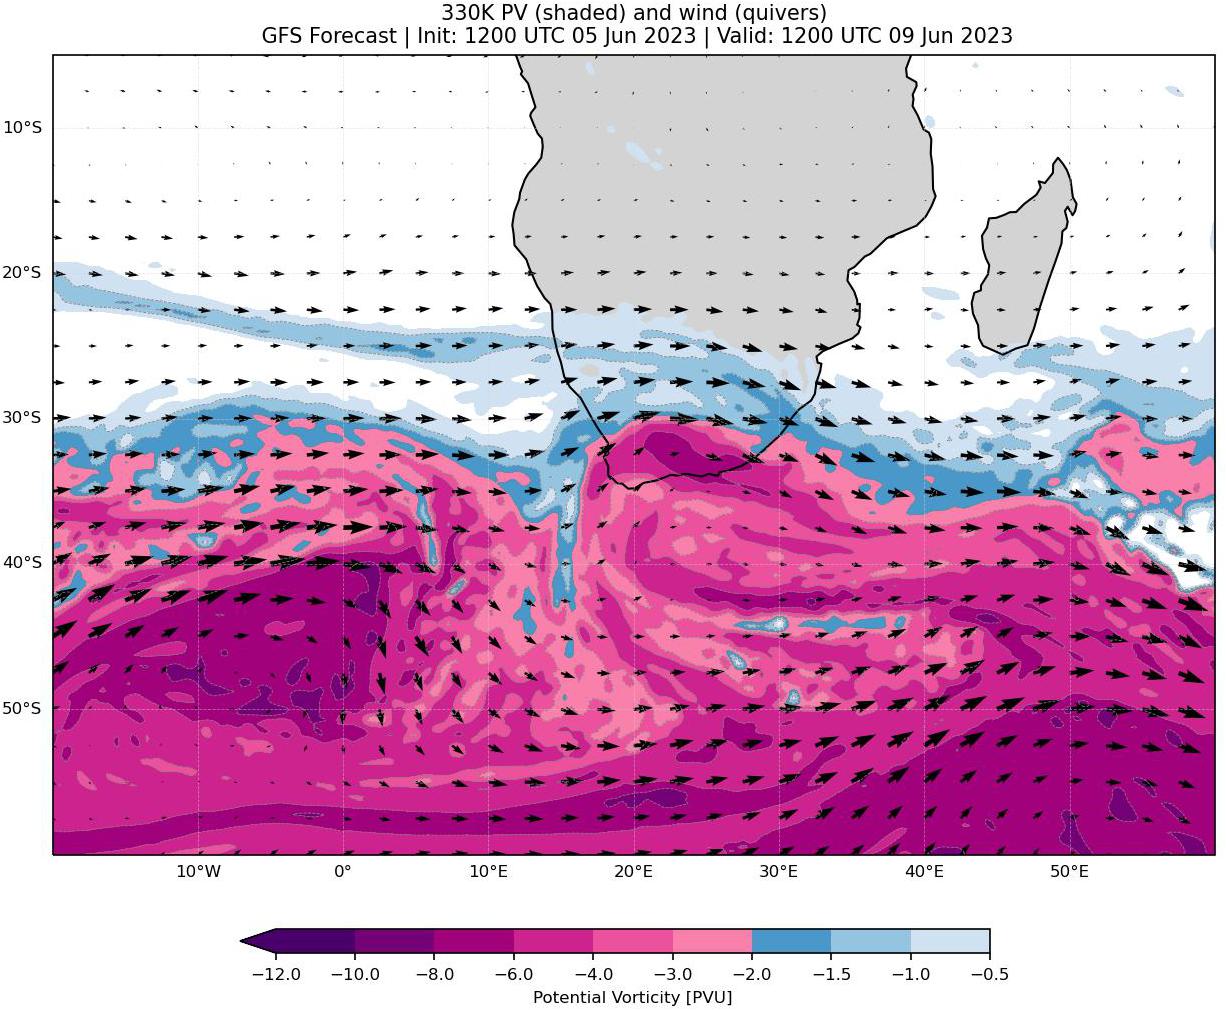 330K PV (shaded) and wind (quivers)
GFS Forecast | Init: 1200 UTC 05 Jun 2023 | Valid: 1200 UTC 09 Jun 2023
10°S
20°S
30°S
40°S
50°S
10°W 0° 10°E 20°E 30°E 40°E 50°E
−12.0 −10.0 −8.0 −6.0 −4.0 −3.0 −2.0 −1.5 −1.0 −0.5
Potential Vorticity [PVU]